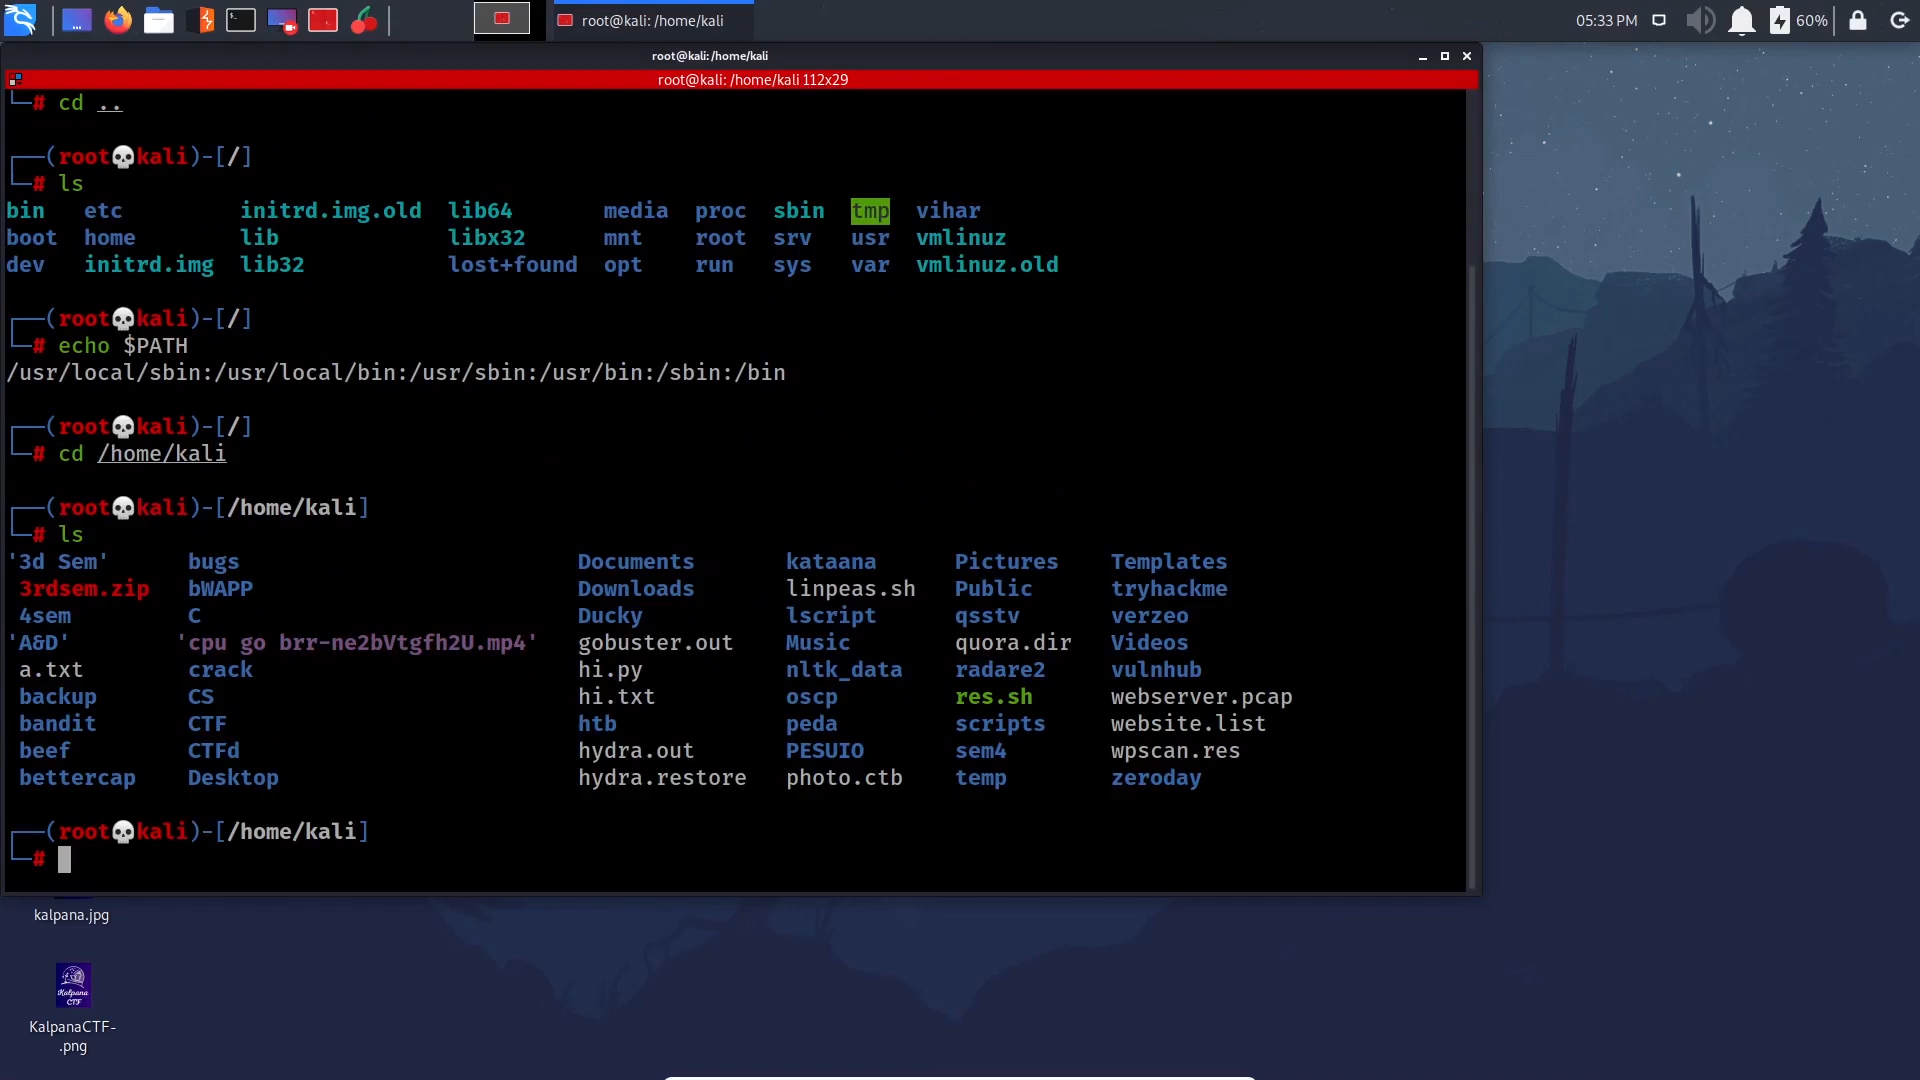 root@kali: /home/kali
05:33 PM
60%
root@kali: /home/kali
root@kali: /home/kali 112x29
└─# cd ..
┌──(root💀kali)-[/]
└─# ls
bin etc initrd.img.old lib64 media proc sbin tmp vihar
boot home lib libx32 mnt root srv usr vmlinuz
dev initrd.img lib32 lost+found opt run sys var vmlinuz.old
┌──(root💀kali)-[/]
└─# echo $PATH
/usr/local/sbin:/usr/local/bin:/usr/sbin:/usr/bin:/sbin:/bin
┌──(root💀kali)-[/]
└─# cd /home/kali
┌──(root💀kali)-[/home/kali]
└─# ls
'3d Sem' bugs Documents kataana Pictures Templates
3rdsem.zip bWAPP Downloads linpeas.sh Public tryhackme
4sem C Ducky lscript qsstv verzeo
'A&D' 'cpu go brr-ne2bVtgfh2U.mp4' gobuster.out Music quora.dir Videos
a.txt crack hi.py nltk_data radare2 vulnhub
backup CS hi.txt oscp res.sh webserver.pcap
bandit CTF htb peda scripts website.list
beef CTFd hydra.out PESUIO sem4 wpscan.res
bettercap Desktop hydra.restore photo.ctb temp zeroday
┌──(root💀kali)-[/home/kali]
└─#
kalpana.jpg
Kalpana
CTF
KalpanaCTF-
.png